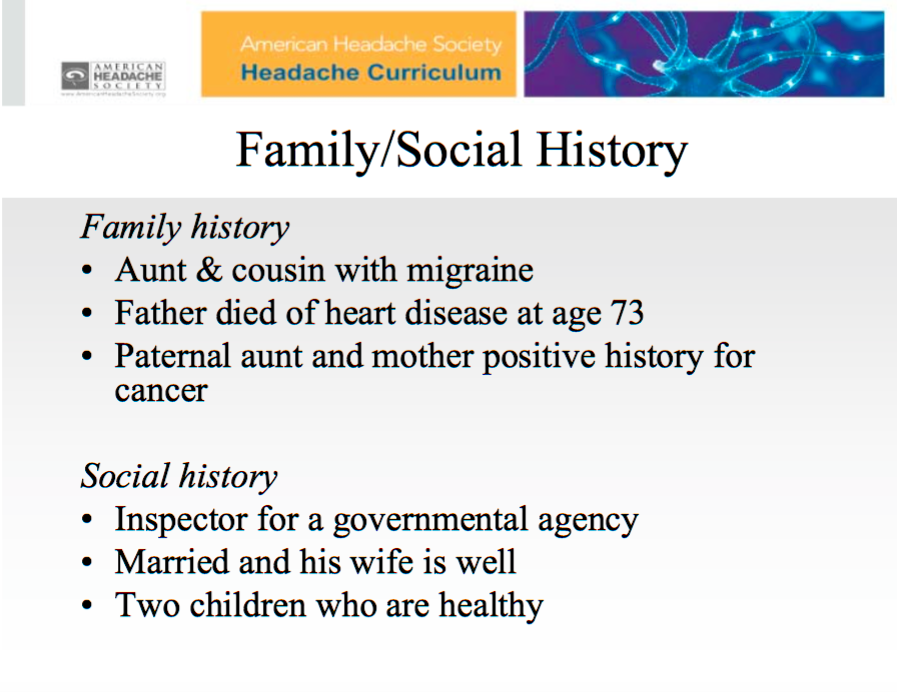 AMERICAN
HEADACHE
SOCIETY
www.AmericanHeadacheSociety.org
American Headache Society
Headache Curriculum
Family/Social History
Family history
• Aunt & cousin with migraine
• Father died of heart disease at age 73
• Paternal aunt and mother positive history for
cancer
Social history
• Inspector for a governmental agency
• Married and his wife is well
• Two children who are healthy